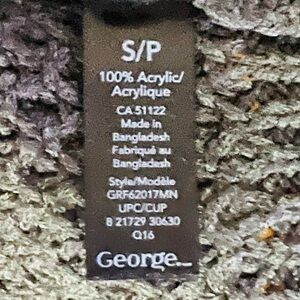 S/P
100% Acrylic/
Acrylique
CA 51122
Made in
Bangladesh
Fabriqué au
Bangladesh
Style/Modèle
GRF62017MN
UPC/CUP
8 21729 30630
Q16
George